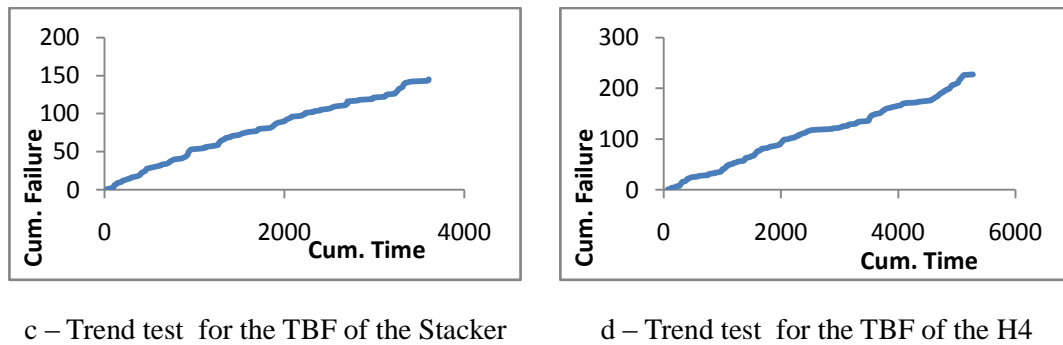 200
150
100
50
0
0 2000 4000
Cum. Failure
Cum. Time
300
200
100
0
0 2000 4000 6000
Cum. Failure
Cum. Time
c – Trend test for the TBF of the Stacker
d – Trend test for the TBF of the H4